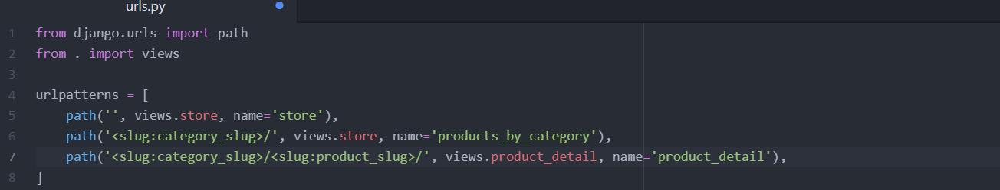 urls.py
1 from django.urls import path
2 from . import views
3
4 urlpatterns = [
5     path('', views.store, name='store'),
6     path('<slug:category_slug>/', views.store, name='products_by_category'),
7     path('<slug:category_slug>/<slug:product_slug>/', views.product_detail, name='product_detail'),
8 ]